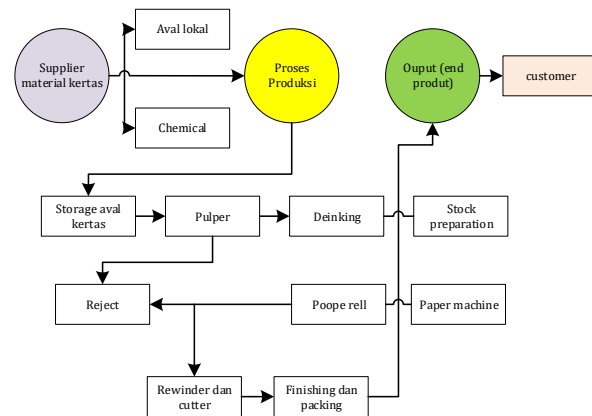 Aval lokal
Supplier
material kertas
Proses
Produksi
Ouput (end
produt)
customer
Chemical
Storage aval
kertas
Pulper
Deinking
Stock
preparation
Reject
Poope rell
Paper machine
Rewinder dan
cutter
Finishing dan
packing